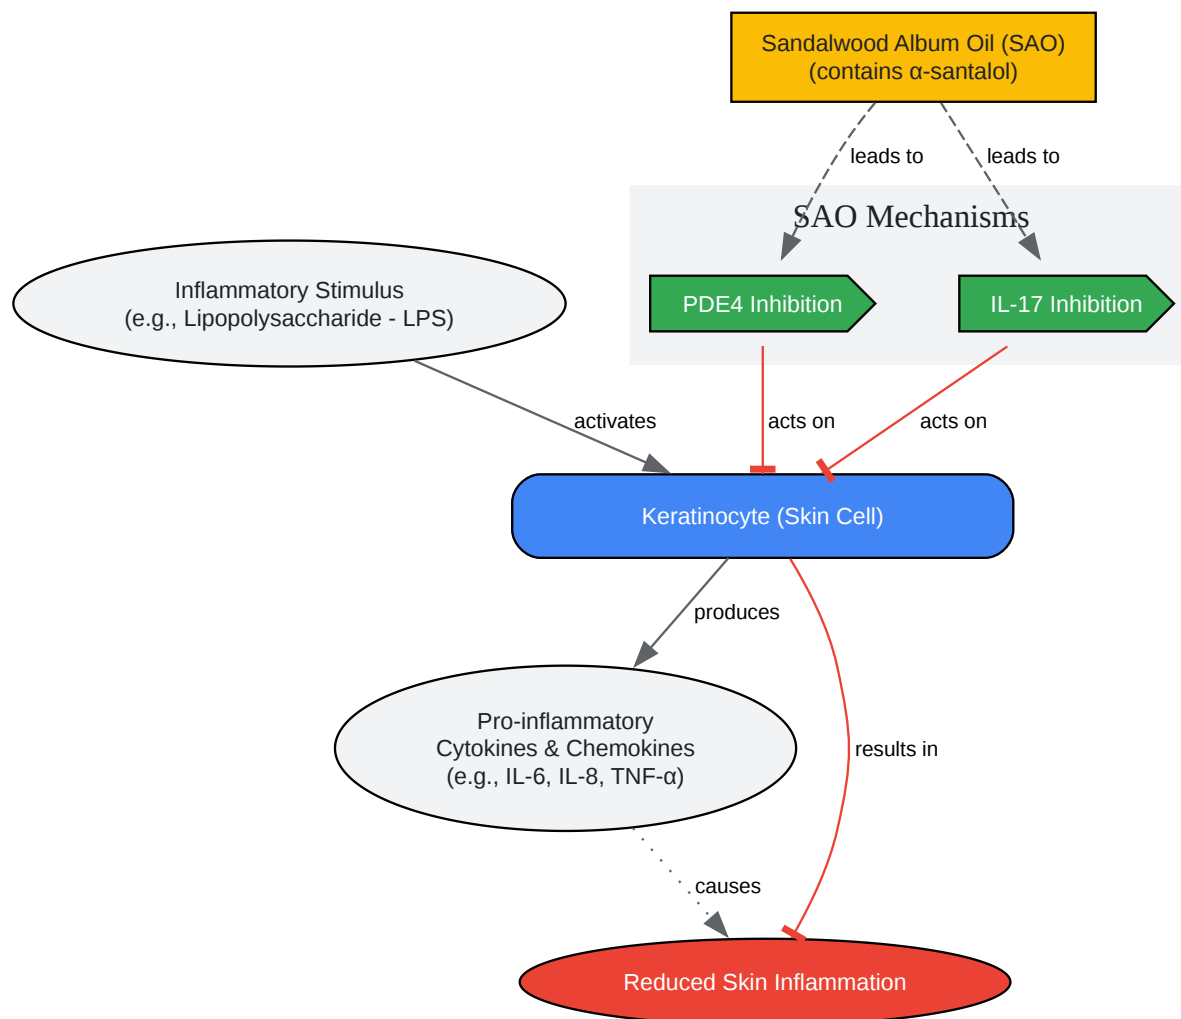 Sandalwood Album Oil (SAO)
(contains α-santalol)
leads to
leads to
SAO Mechanisms
Inflammatory Stimulus
(e.g., Lipopolysaccharide - LPS)
PDE4 Inhibition
IL-17 Inhibition
activates
acts on
acts on
Keratinocyte (Skin Cell)
produces
Pro-inflammatory
Cytokines & Chemokines
(e.g., IL-6, IL-8, TNF-α)
results in
causes
Reduced Skin Inflammation